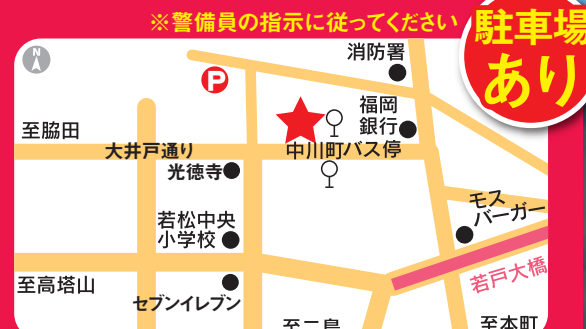 ※警備員の指示に従ってください
駐車場
あり
N
消防署
P
福岡
銀行
至脇田
大井戸通り
中川町バス停
光徳寺
モス
バーガー
若松中央
小学校
若戸大橋
至高塔山
セブンイレブン
至二島
至本町